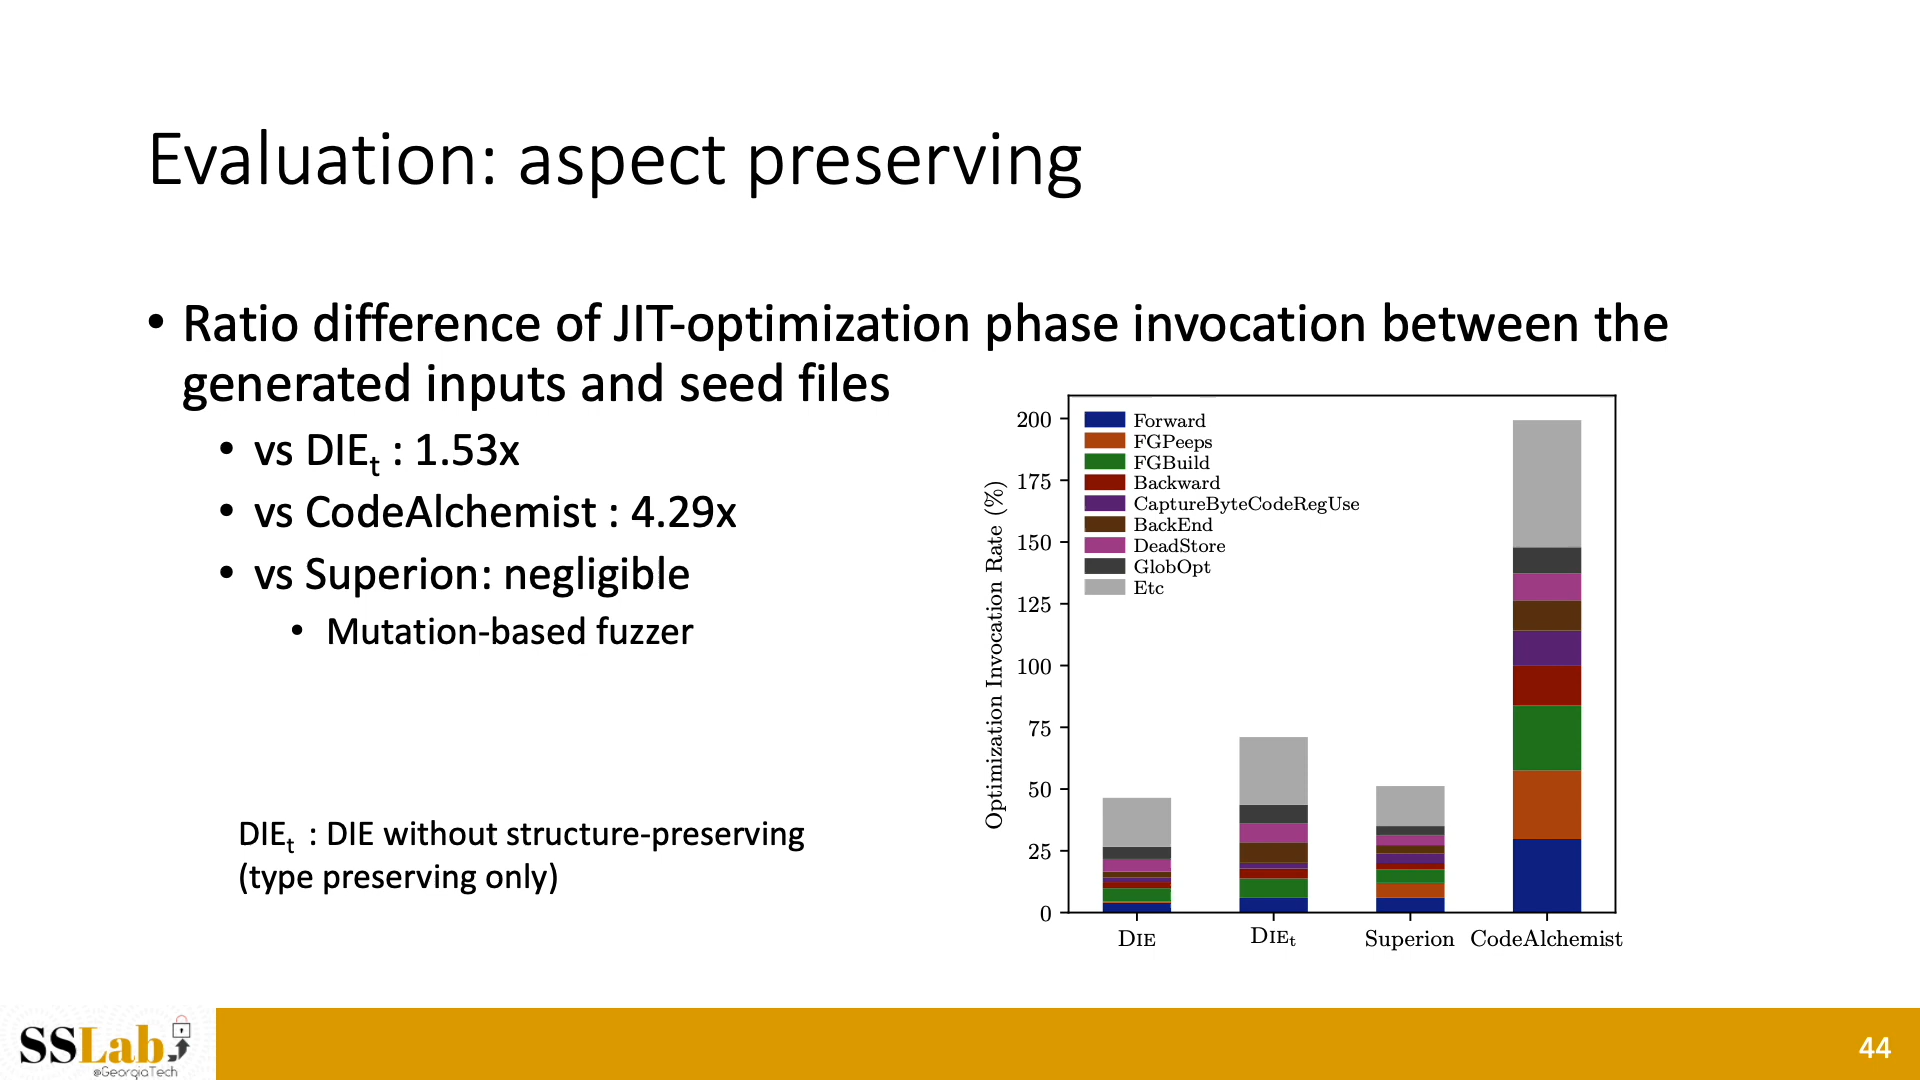 Evaluation: aspect preserving
• Ratio difference of JIT-optimization phase invocation between the
generated inputs and seed files
• vs DIEt : 1.53x
• vs CodeAlchemist : 4.29x
• vs Superion: negligible
• Mutation-based fuzzer
DIEt : DIE without structure-preserving
(type preserving only)
Optimization Invocation Rate (%)
200
175
150
125
100
75
50
25
0
Forward
FGPeeps
FGBuild
Backward
CaptureByteCodeRegUse
BackEnd
DeadStore
GlobOpt
Etc
DIE
DIEt
Superion
CodeAlchemist
SSLab
@GeorgiaTech
44